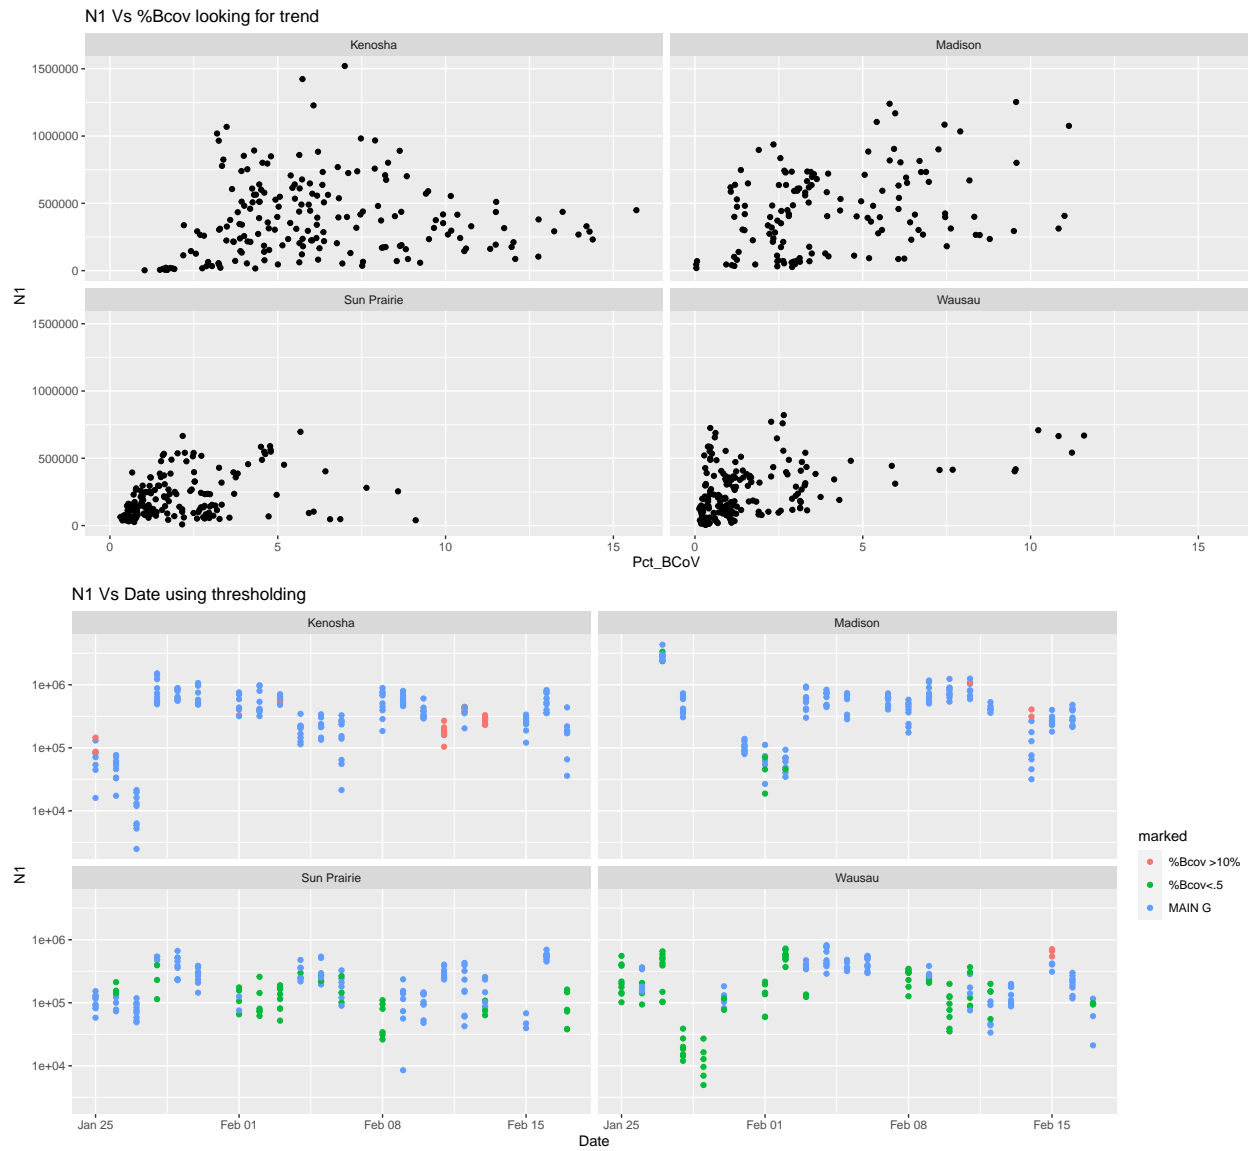 N1 Vs %Bcov looking for trend
Kenosha
Madison
1500000
1000000
500000
0
Sun Prairie
Wausau
1500000
1000000
500000
0
N1
0
5
10
15
0
5
10
15
Pct_BCoV
N1 Vs Date using thresholding
Kenosha
Madison
1e+06
1e+05
1e+04
Sun Prairie
Wausau
1e+06
1e+05
1e+04
N1
Jan 25
Feb 01
Feb 08
Feb 15
Jan 25
Feb 01
Feb 08
Feb 15
Date
marked
%Bcov >10%
%Bcov<.5
MAIN G